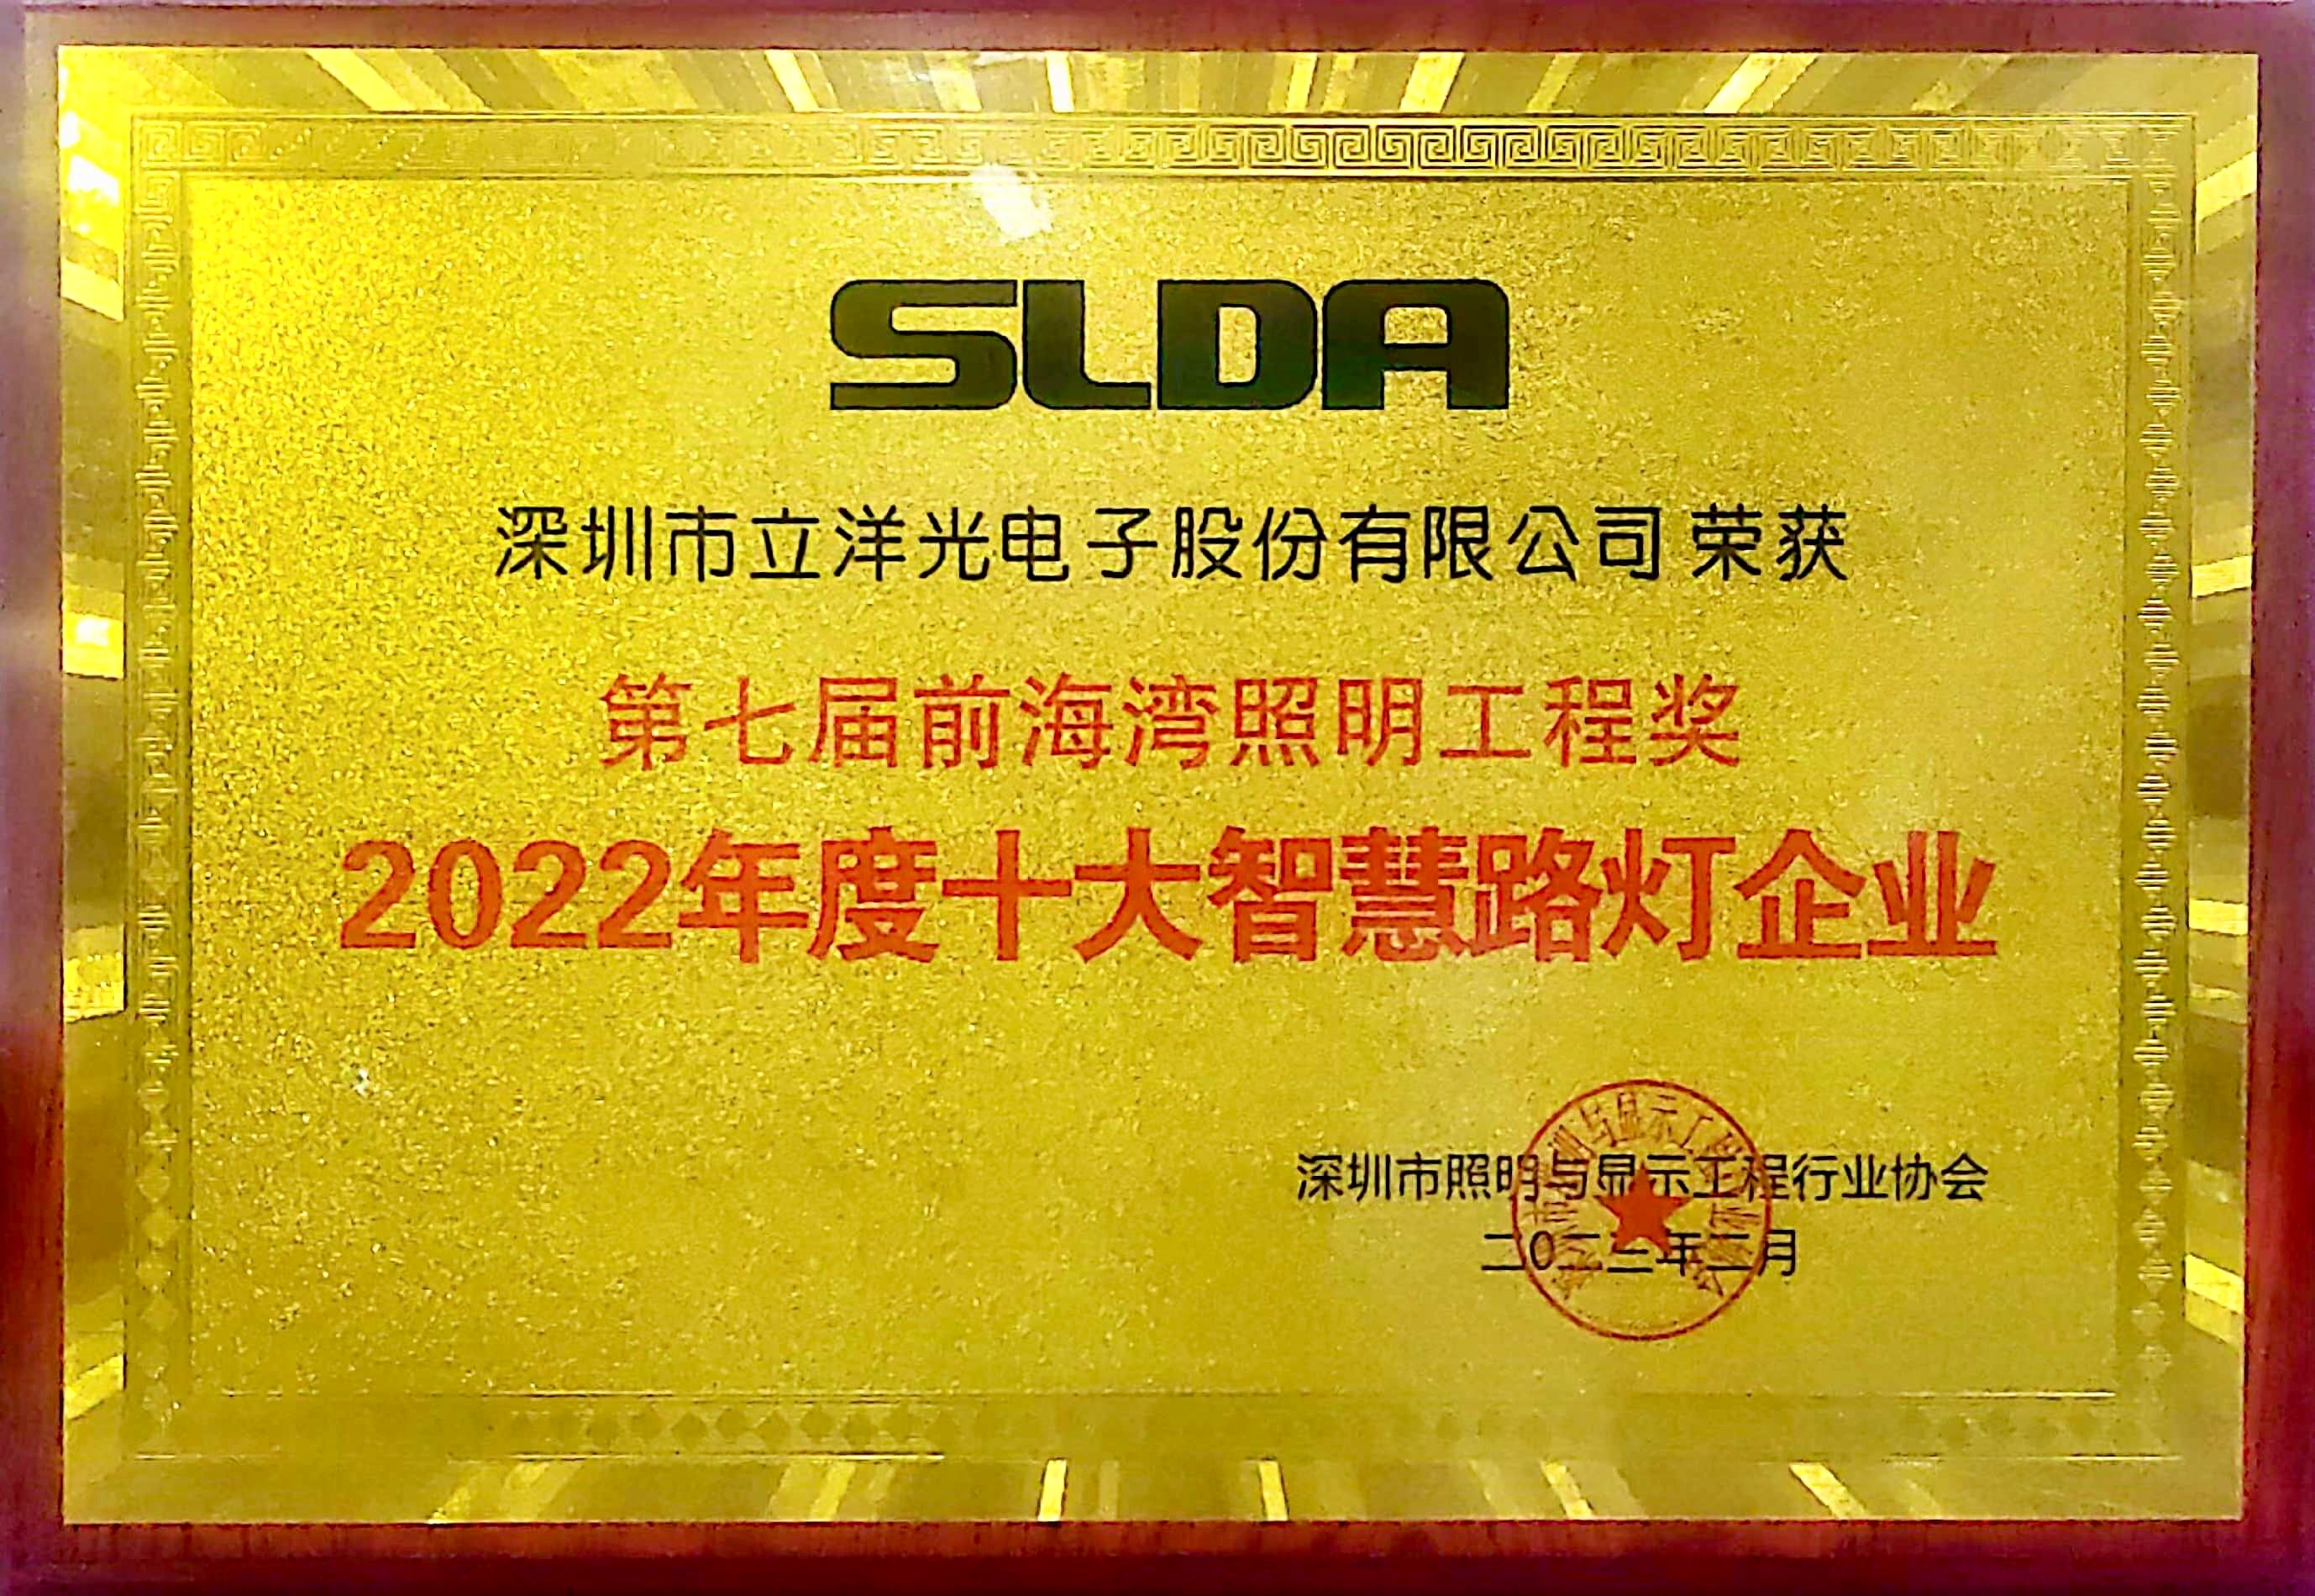 SLDA
深圳市立洋光电子股份有限公司 荣获
第七届前海湾照明工程奖
2022年度十大智慧路灯企业
深圳市照明与显示工程行业协会
二0二三年二月